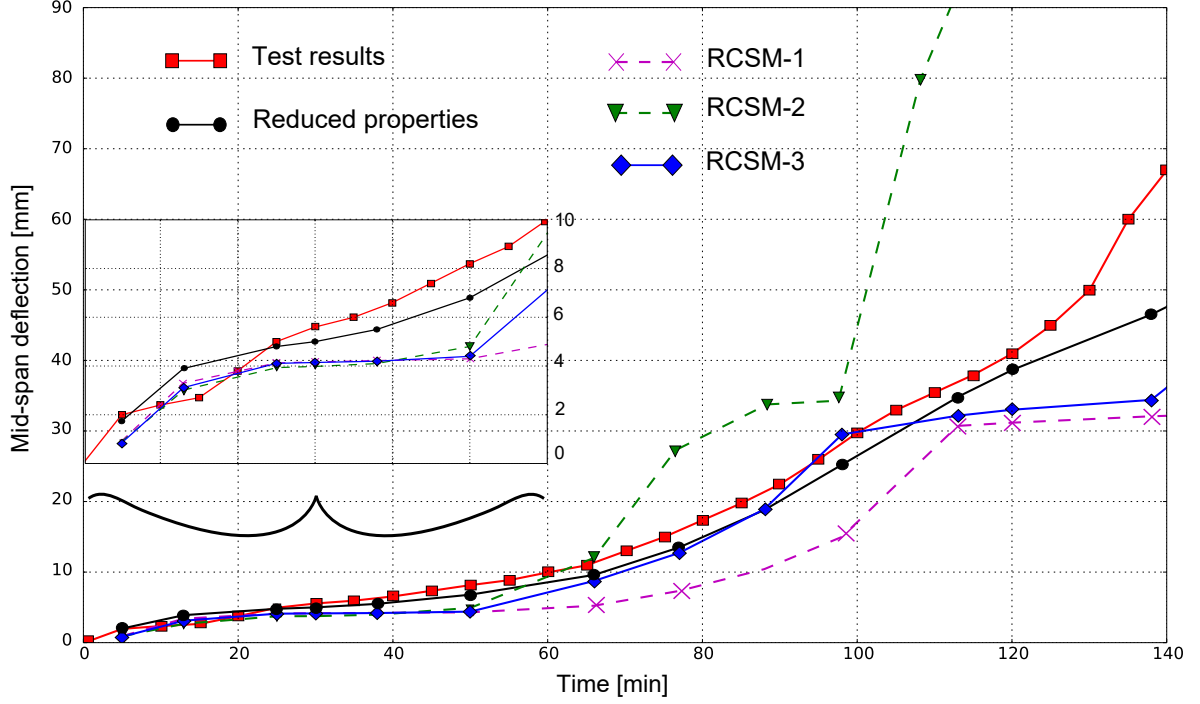 90
80
70
60
50
40
30
20
10
0
Mid-span deflection [mm]
Test results
Reduced properties
RCSM-1
RCSM-2
RCSM-3
10
8
6
4
2
0
0 20 40 60 80 100 120 140
Time [min]